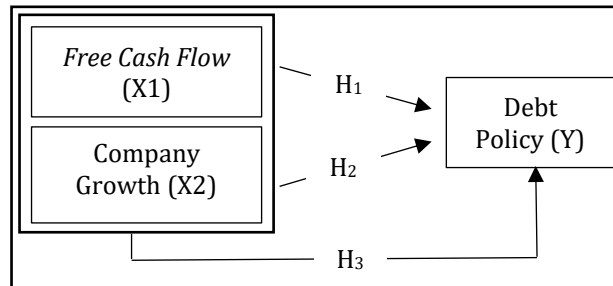 Free Cash Flow
(X1)
H1
Debt
Policy (Y)
Company
Growth (X2)
H2
H3